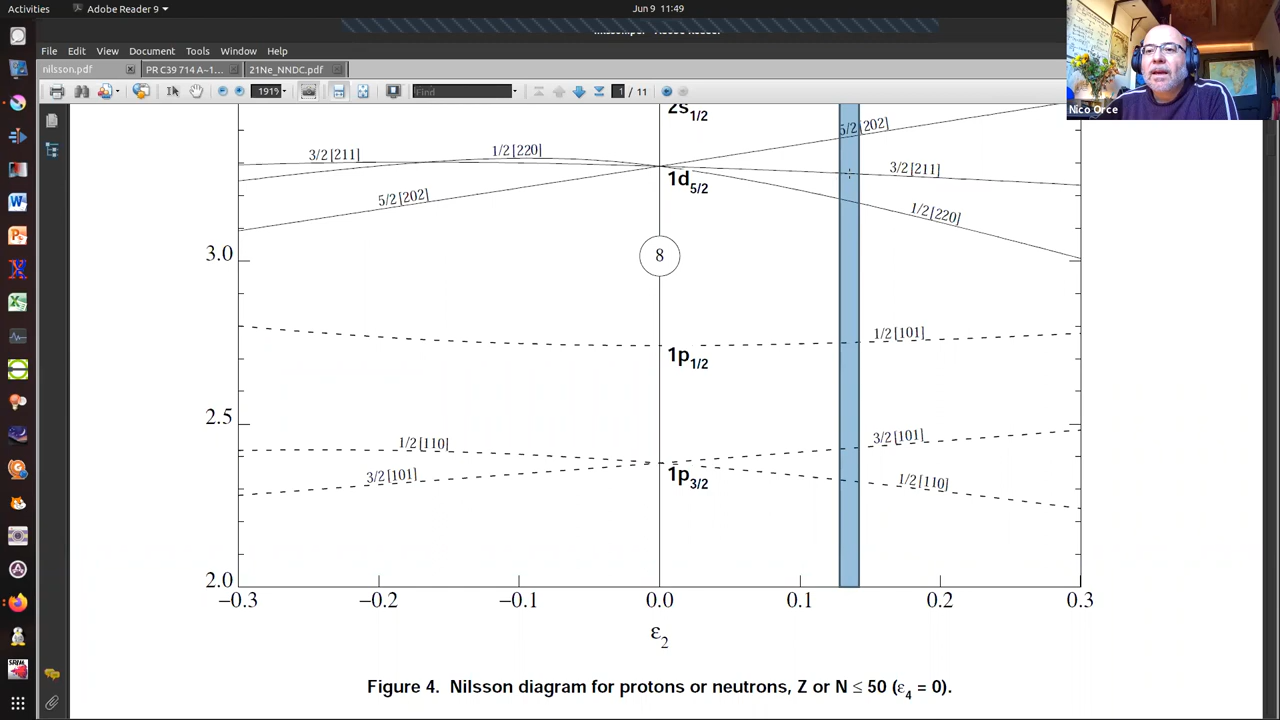 Activities
Adobe Reader 9
Jun 9 11:49
File Edit View Document Tools Window Help
nilsson.pdf
PR C39 714 A~1...
21Ne_NNDC.pdf
191%
Find
1 / 11
Nico Orce
2s1/2
5/2[202]
3/2[211]
1/2[220]
3/2[211]
1d5/2
5/2[202]
1/2[220]
3.0
8
1/2[101]
1p1/2
2.5
1/2[110]
3/2[101]
3/2[101]
1p3/2
1/2[110]
2.0
−0.3 −0.2 −0.1 0.0 0.1 0.2 0.3
ε2
Figure 4. Nilsson diagram for protons or neutrons, Z or N ≤ 50 (ε4 = 0).